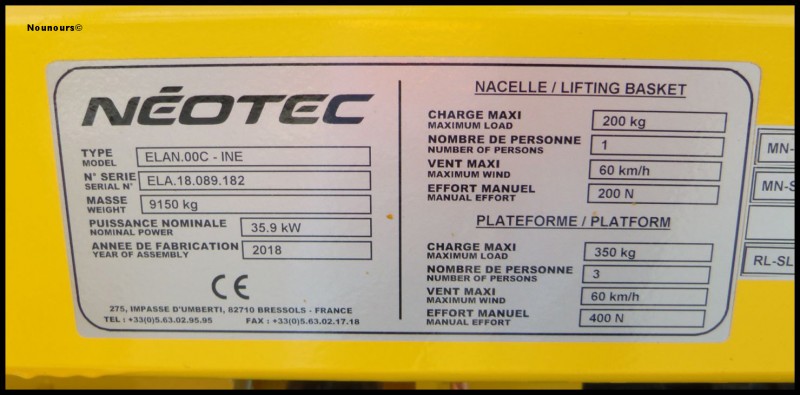 Nounours©
NÉOTEC
TYPE
MODEL
ELAN.00C - INE
N° SERIE
SERIAL N°
ELA.18.089.182
MASSE
WEIGHT
9150 kg
PUISSANCE NOMINALE
NOMINAL POWER
35.9 kW
ANNEE DE FABRICATION
YEAR OF ASSEMBLY
2018
CE
275, IMPASSE D'UMBERTI, 82710 BRESSOLS - FRANCE
TEL : +33(0)5.63.02.95.95 FAX : +33(0)5.63.02.17.18
NACELLE / LIFTING BASKET
CHARGE MAXI
MAXIMUM LOAD
200 kg
NOMBRE DE PERSONNE
NUMBER OF PERSONS
1
VENT MAXI
MAXIMUM WIND
60 km/h
EFFORT MANUEL
MANUAL EFFORT
200 N
PLATEFORME / PLATFORM
CHARGE MAXI
MAXIMUM LOAD
350 kg
NOMBRE DE PERSONNE
NUMBER OF PERSONS
3
VENT MAXI
MAXIMUM WIND
60 km/h
EFFORT MANUEL
MANUAL EFFORT
400 N
MN-
MN-S
RL-SL